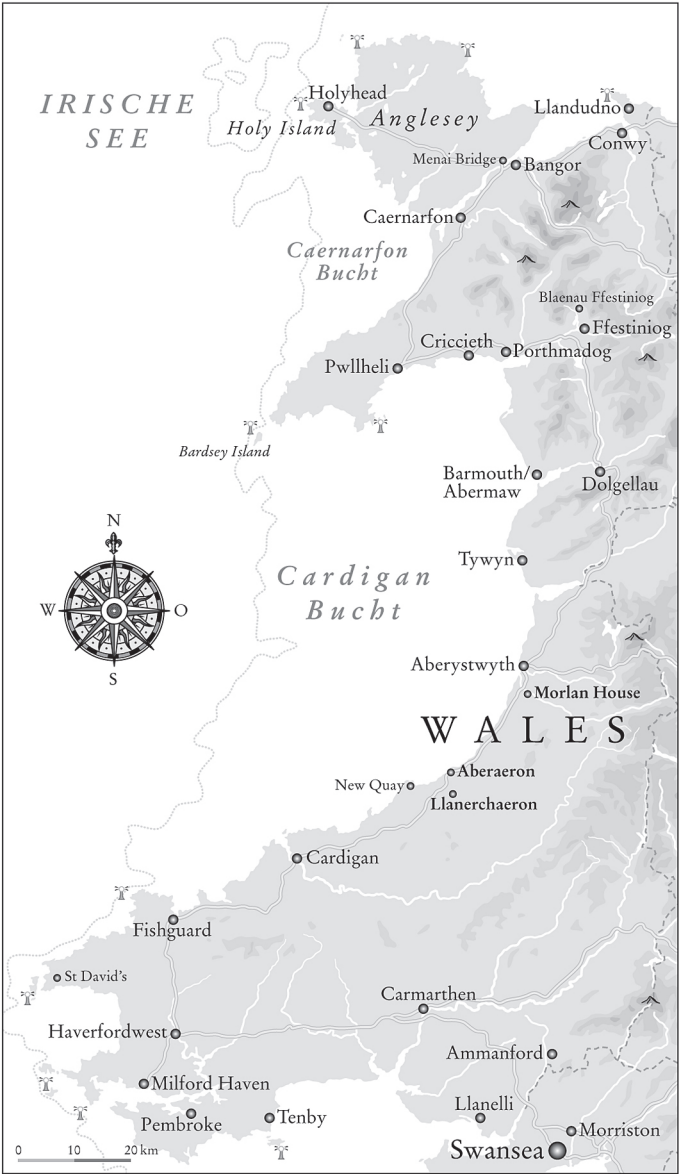 IRISCHE
SEE
Holyhead
Holy Island
Anglesey
Llandudno
Conwy
Menai Bridge
Bangor
Caernarfon
Caernarfon
Bucht
Blaenau Ffestiniog
Ffestiniog
Criccieth
Porthmadog
Pwllheli
Bardsey Island
Barmouth/
Abermaw
Dolgellau
N
W
O
S
Tywyn
Cardigan
Bucht
Aberystwyth
Morlan House
WALES
Aberaeron
New Quay
Llanerchaeron
Cardigan
Fishguard
St David's
Carmarthen
Haverfordwest
Ammanford
Milford Haven
Pembroke
Tenby
Llanelli
Morriston
Swansea
0 10 20 km